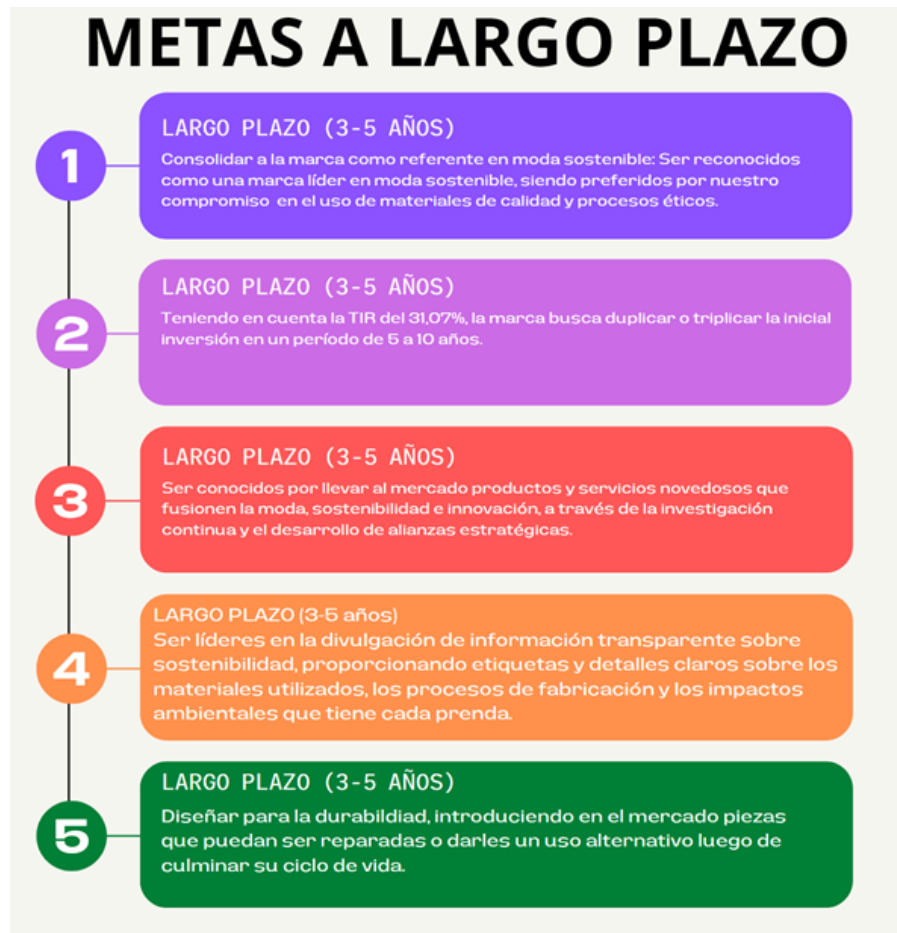 METAS A LARGO PLAZO
1
LARGO PLAZO (3-5 AÑOS)
Consolidar a la marca como referente en moda sostenible: Ser reconocidos
como una marca líder en moda sostenible, siendo preferidos por nuestro
compromiso en el uso de materiales de calidad y procesos éticos.
2
LARGO PLAZO (3-5 AÑOS)
Teniendo en cuenta la TIR del 31,07%, la marca busca duplicar o triplicar la inicial
inversión en un período de 5 a 10 años.
3
LARGO PLAZO (3-5 AÑOS)
Ser conocidos por llevar al mercado productos y servicios novedosos que
fusionen la moda, sostenibilidad e innovación, a través de la investigación
continua y el desarrollo de alianzas estratégicas.
4
LARGO PLAZO (3-5 años)
Ser líderes en la divulgación de información transparente sobre
sostenibilidad, proporcionando etiquetas y detalles claros sobre los
materiales utilizados, los procesos de fabricación y los impactos
ambientales que tiene cada prenda.
5
LARGO PLAZO (3-5 AÑOS)
Diseñar para la durabildiad, introduciendo en el mercado piezas
que puedan ser reparadas o darles un uso alternativo luego de
culminar su ciclo de vida.